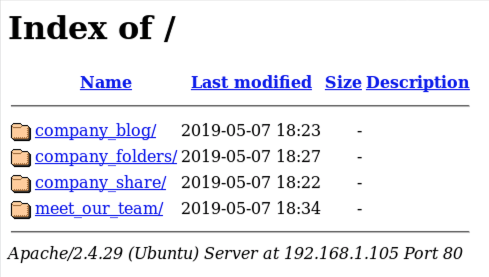 Index of /
Name Last modified Size Description
company_blog/ 2019-05-07 18:23 -
company_folders/ 2019-05-07 18:27 -
company_share/ 2019-05-07 18:22 -
meet_our_team/ 2019-05-07 18:34 -
Apache/2.4.29 (Ubuntu) Server at 192.168.1.105 Port 80